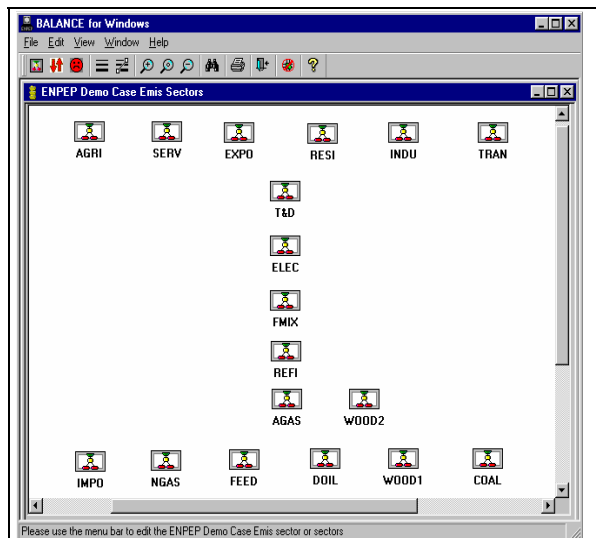 BALANCE for Windows
File Edit View Window Help
ENPEP Demo Case Emis Sectors
AGRI SERV EXPO RESI INDU TRAN
T&D
ELEC
FMIX
REFI
AGAS WOOD2
IMPO NGAS FEED DOIL WOOD1 COAL
Please use the menu bar to edit the ENPEP Demo Case Emis sector or sectors